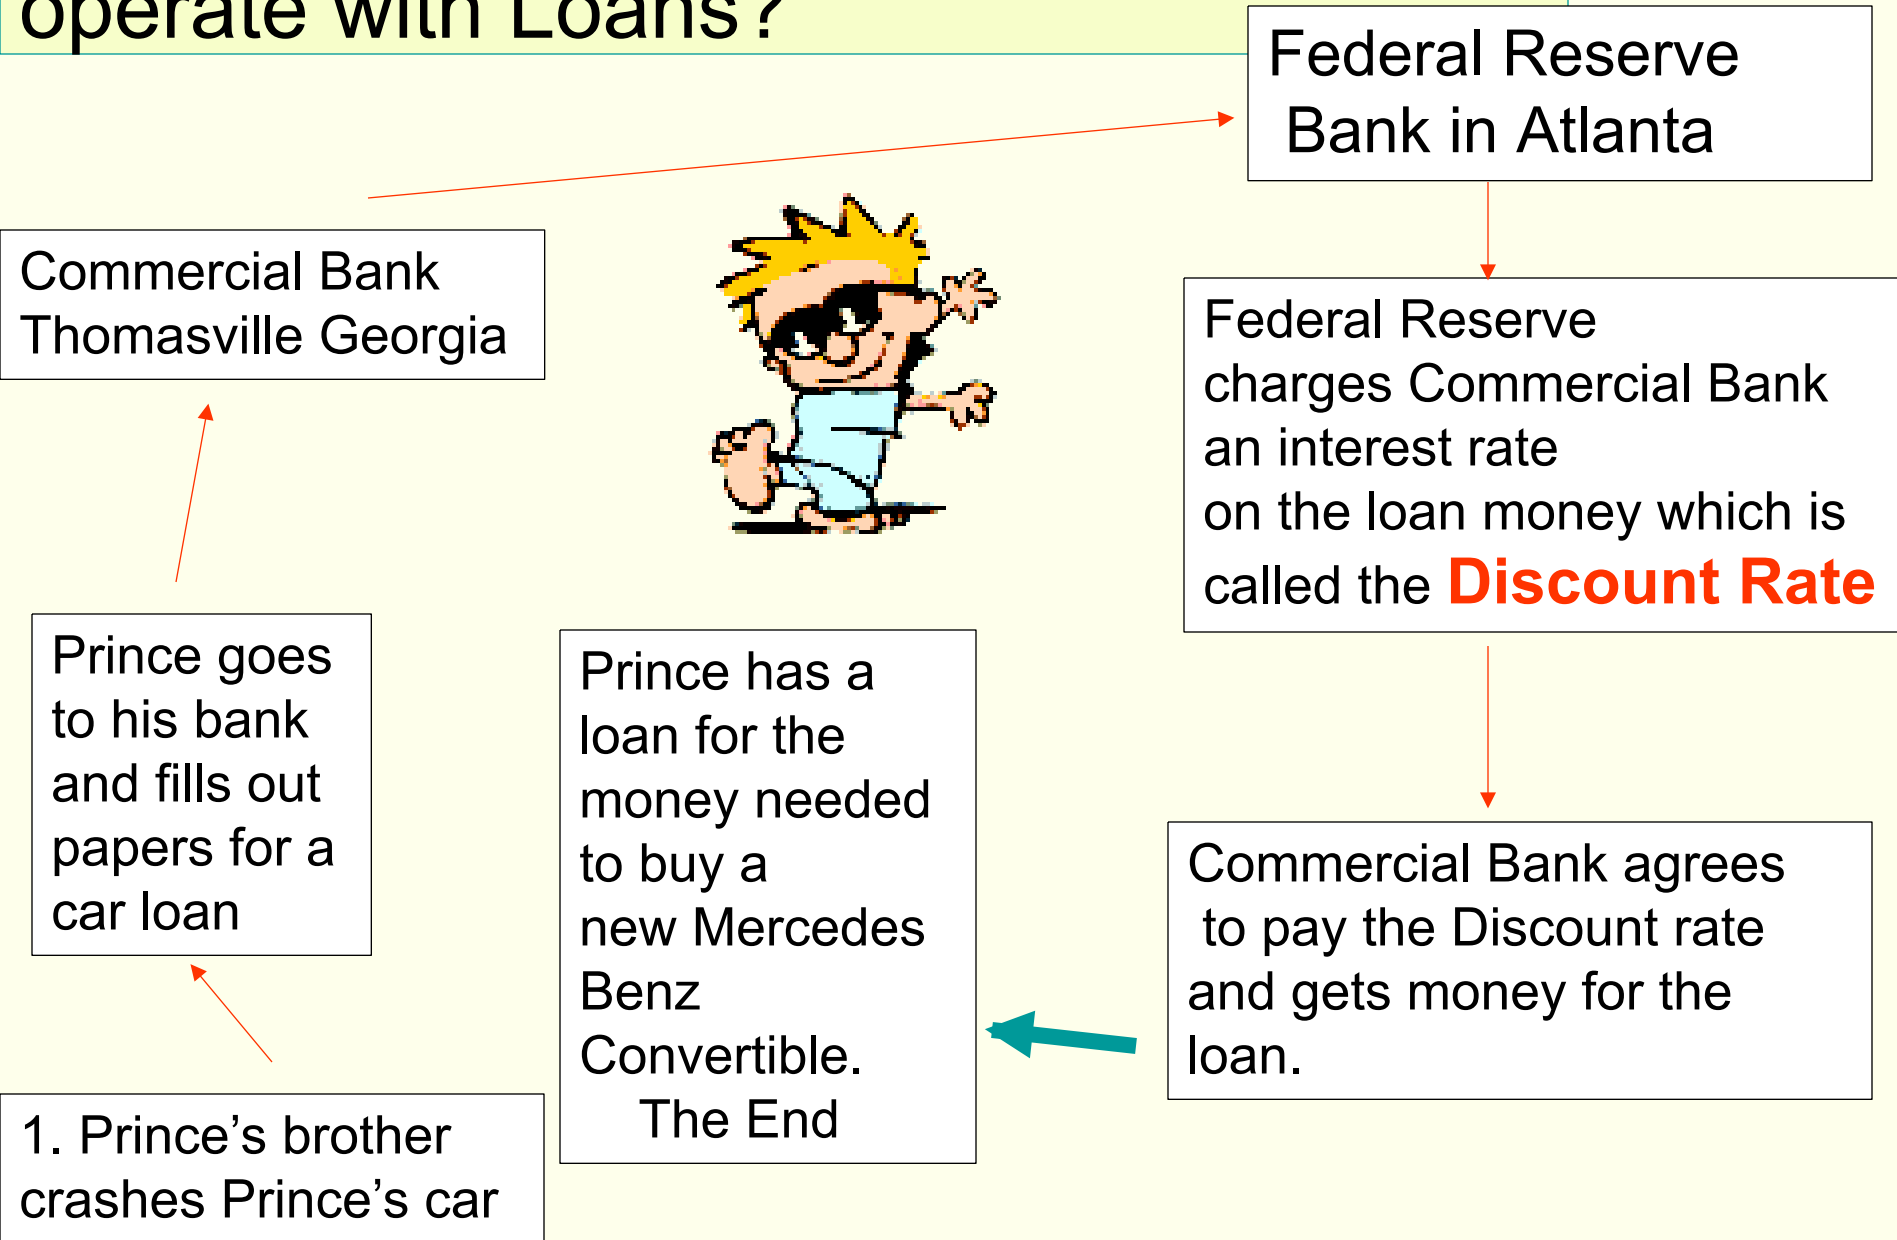 operate with Loans?
Federal Reserve
Bank in Atlanta
Commercial Bank
Thomasville Georgia
Federal Reserve
charges Commercial Bank
an interest rate
on the loan money which is
called the Discount Rate
Prince goes
to his bank
and fills out
papers for a
car loan
Prince has a
loan for the
money needed
to buy a
new Mercedes
Benz
Convertible.
The End
Commercial Bank agrees
to pay the Discount rate
and gets money for the
loan.
1. Prince’s brother
crashes Prince’s car